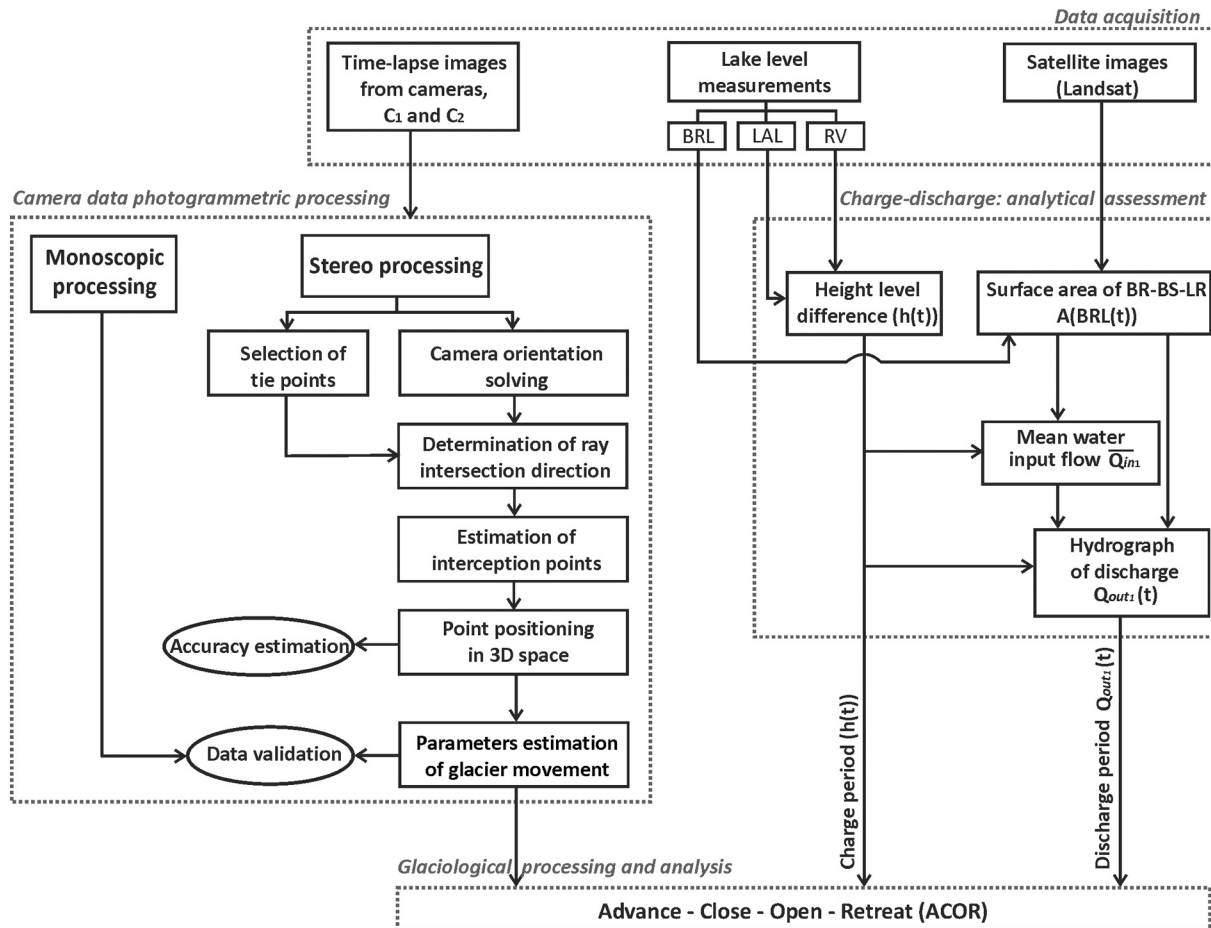 Data acquisition
Time-lapse images
from cameras,
C₁ and C₂
Lake level
measurements
BRL
LAL
RV
Satellite images
(Landsat)
Camera data photogrammetric processing
Monoscopic
processing
Stereo processing
Selection of
tie points
Camera orientation
solving
Determination of ray
intersection direction
Estimation of
interception points
Point positioning
in 3D space
Accuracy estimation
Parameters estimation
of glacier movement
Data validation
Charge-discharge: analytical assessment
Height level
difference (h(t))
Surface area of BR-BS-LR
A(BRL(t))
Mean water
input flow Q̅in₁
Hydrograph
of discharge
Qout₁(t)
Charge period (h(t))
Discharge period Qout₁(t)
Glaciological processing and analysis
Advance - Close - Open - Retreat (ACOR)